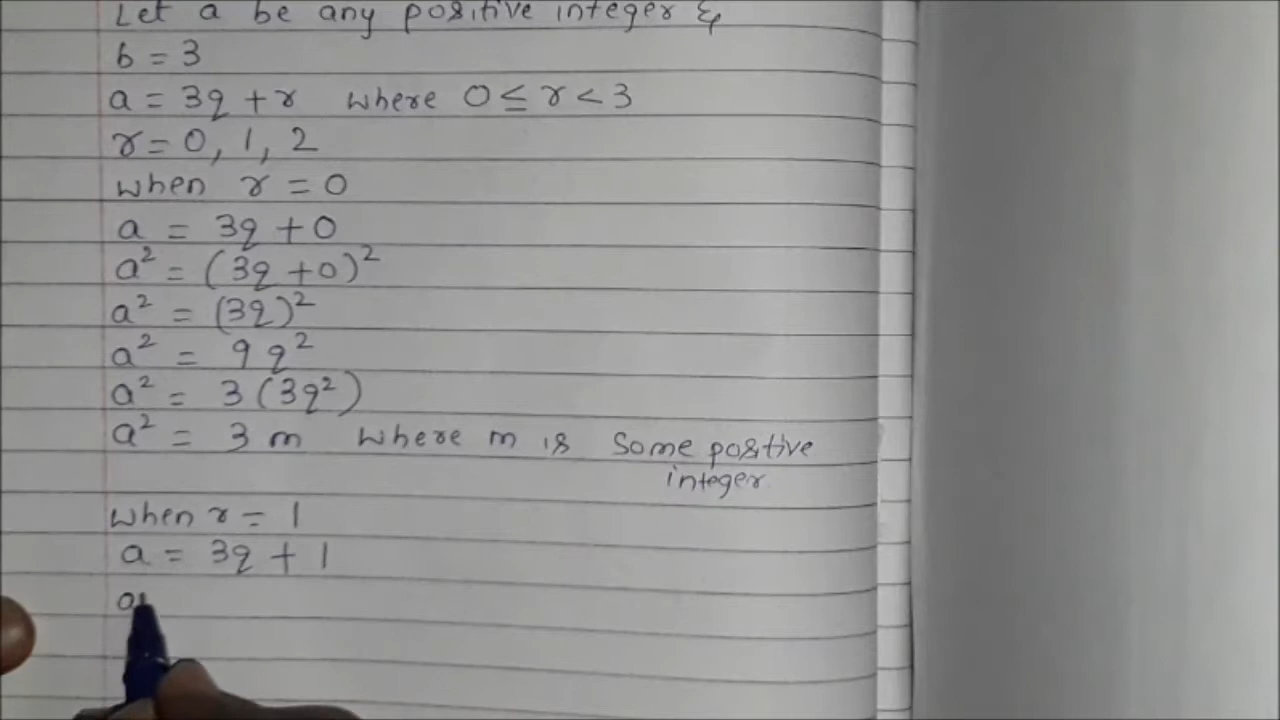 Let a be any positive integer &
b = 3
a = 3q + r where 0 ≤ r < 3
r = 0, 1, 2
when r = 0
a = 3q + 0
a² = (3q + 0)²
a² = (3q)²
a² = 9q²
a² = 3(3q²)
a² = 3m where m is some positive
integer
when r = 1
a = 3q + 1
a